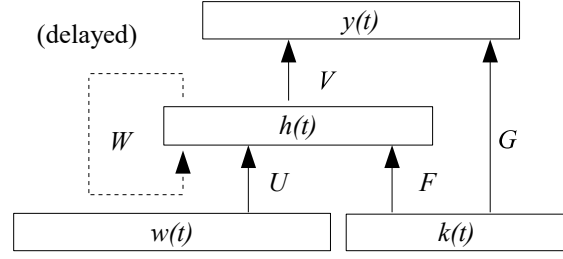 y(t)
(delayed)
V
h(t)
W
G
U
F
w(t)
k(t)